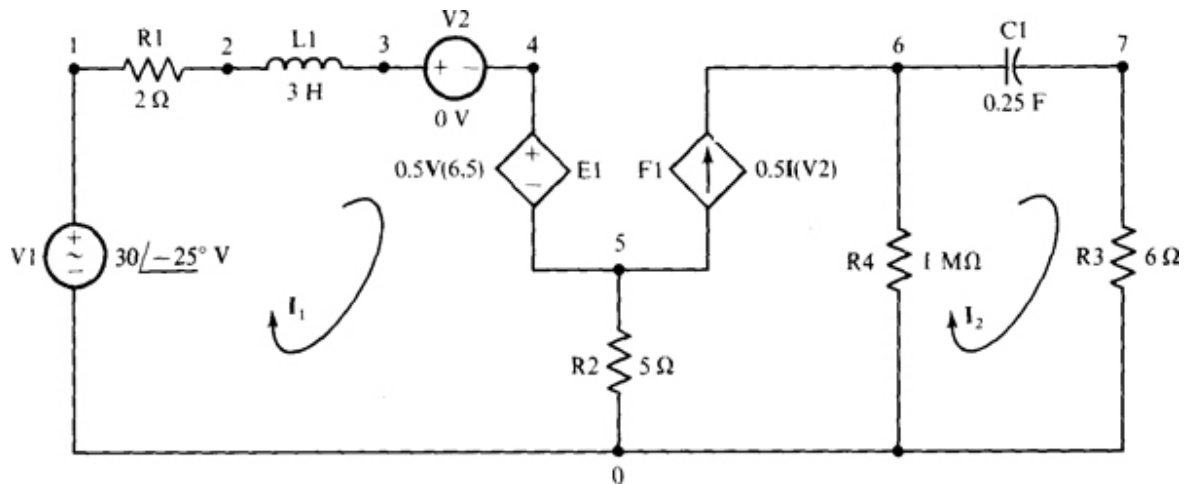 V2
1 R1 2 L1 3 4 6 C1 7
+ −
2 Ω 3 H 0.25 F
0 V
0.5V(6,5) + − E1 F1 0.5I(V2)
5
V1 + ~ − 30/−25° V R4 1 MΩ R3 6 Ω
I₁ I₂
R2 5 Ω
0